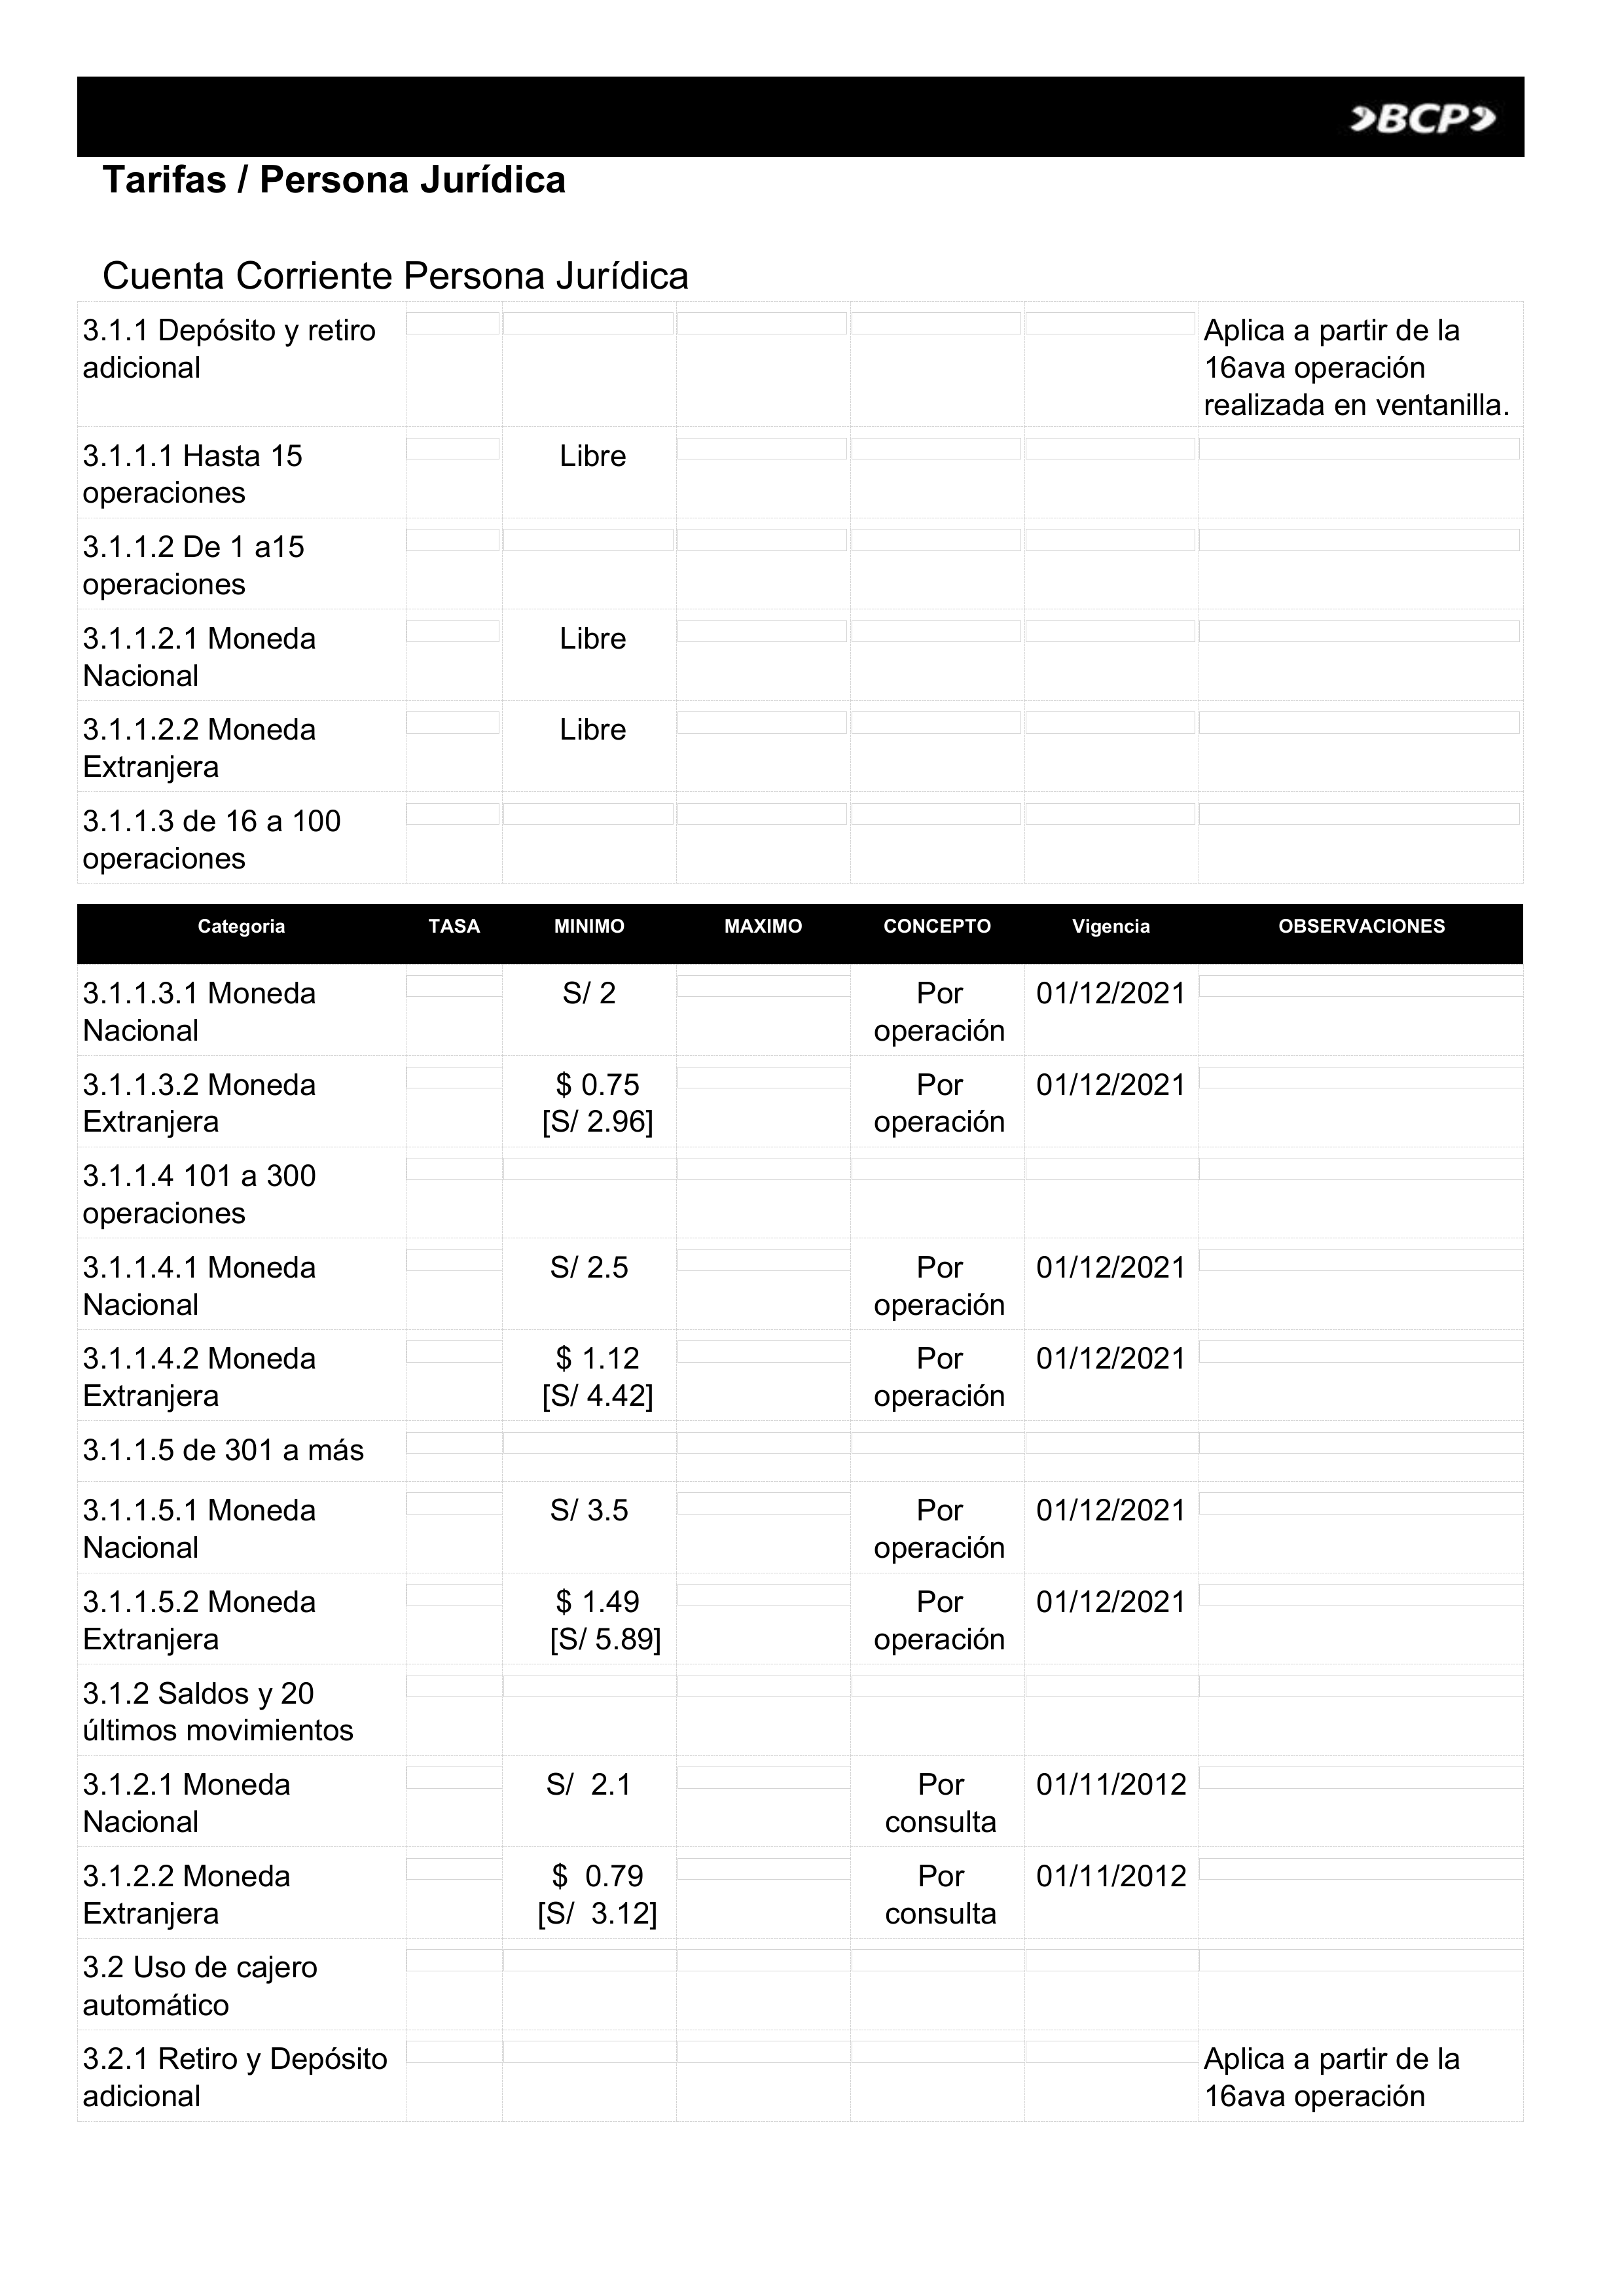 BCP
Tarifas / Persona Jurídica
Cuenta Corriente Persona Jurídica
3.1.1 Depósito y retiro
adicional
Aplica a partir de la
16ava operación
realizada en ventanilla.
3.1.1.1 Hasta 15
operaciones
Libre
3.1.1.2 De 1 a15
operaciones
3.1.1.2.1 Moneda
Nacional
Libre
3.1.1.2.2 Moneda
Extranjera
Libre
3.1.1.3 de 16 a 100
operaciones
Categoria TASA MINIMO MAXIMO CONCEPTO Vigencia OBSERVACIONES
3.1.1.3.1 Moneda
Nacional
S/ 2
Por
operación
01/12/2021
3.1.1.3.2 Moneda
Extranjera
$ 0.75
[S/ 2.96]
Por
operación
01/12/2021
3.1.1.4 101 a 300
operaciones
3.1.1.4.1 Moneda
Nacional
S/ 2.5
Por
operación
01/12/2021
3.1.1.4.2 Moneda
Extranjera
$ 1.12
[S/ 4.42]
Por
operación
01/12/2021
3.1.1.5 de 301 a más
3.1.1.5.1 Moneda
Nacional
S/ 3.5
Por
operación
01/12/2021
3.1.1.5.2 Moneda
Extranjera
$ 1.49
[S/ 5.89]
Por
operación
01/12/2021
3.1.2 Saldos y 20
últimos movimientos
3.1.2.1 Moneda
Nacional
S/ 2.1
Por
consulta
01/11/2012
3.1.2.2 Moneda
Extranjera
$ 0.79
[S/ 3.12]
Por
consulta
01/11/2012
3.2 Uso de cajero
automático
3.2.1 Retiro y Depósito
adicional
Aplica a partir de la
16ava operación